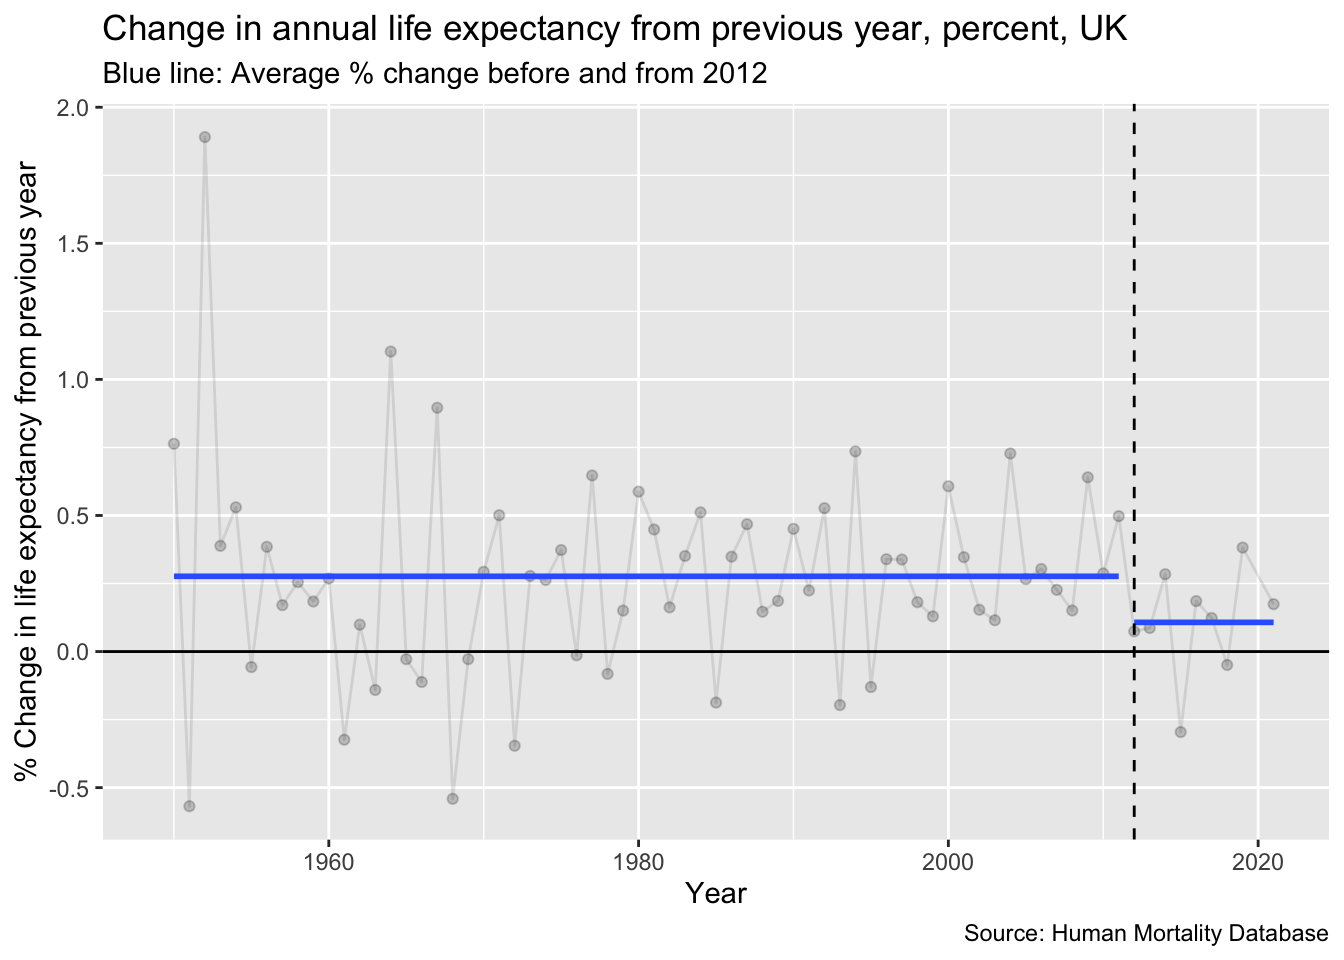 Change in annual life expectancy from previous year, percent, UK
Blue line: Average % change before and from 2012
% Change in life expectancy from previous year
2.0
1.5
1.0
0.5
0.0
-0.5
1960
1980
2000
2020
Year
Source: Human Mortality Database